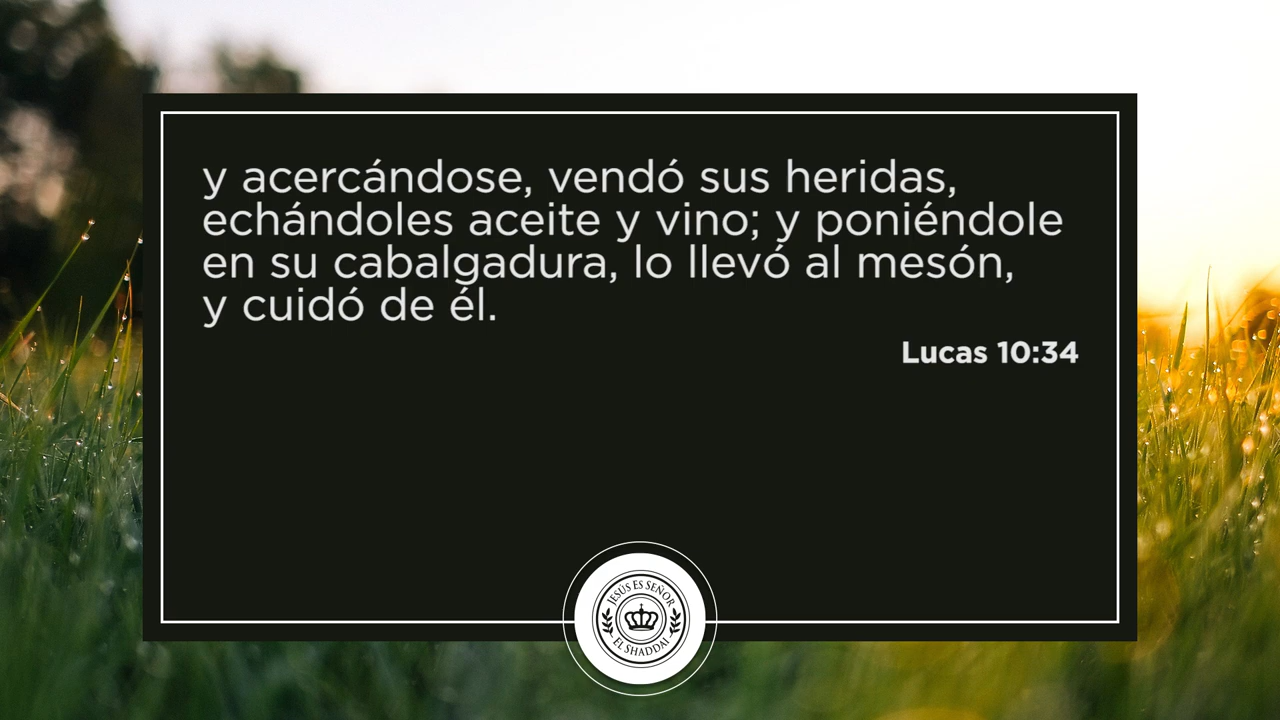 y acercándose, vendó sus heridas,
echándoles aceite y vino; y poniéndole
en su cabalgadura, lo llevó al mesón,
y cuidó de él.
Lucas 10:34
JESÚS ES SEÑOR
EL SHADDAI